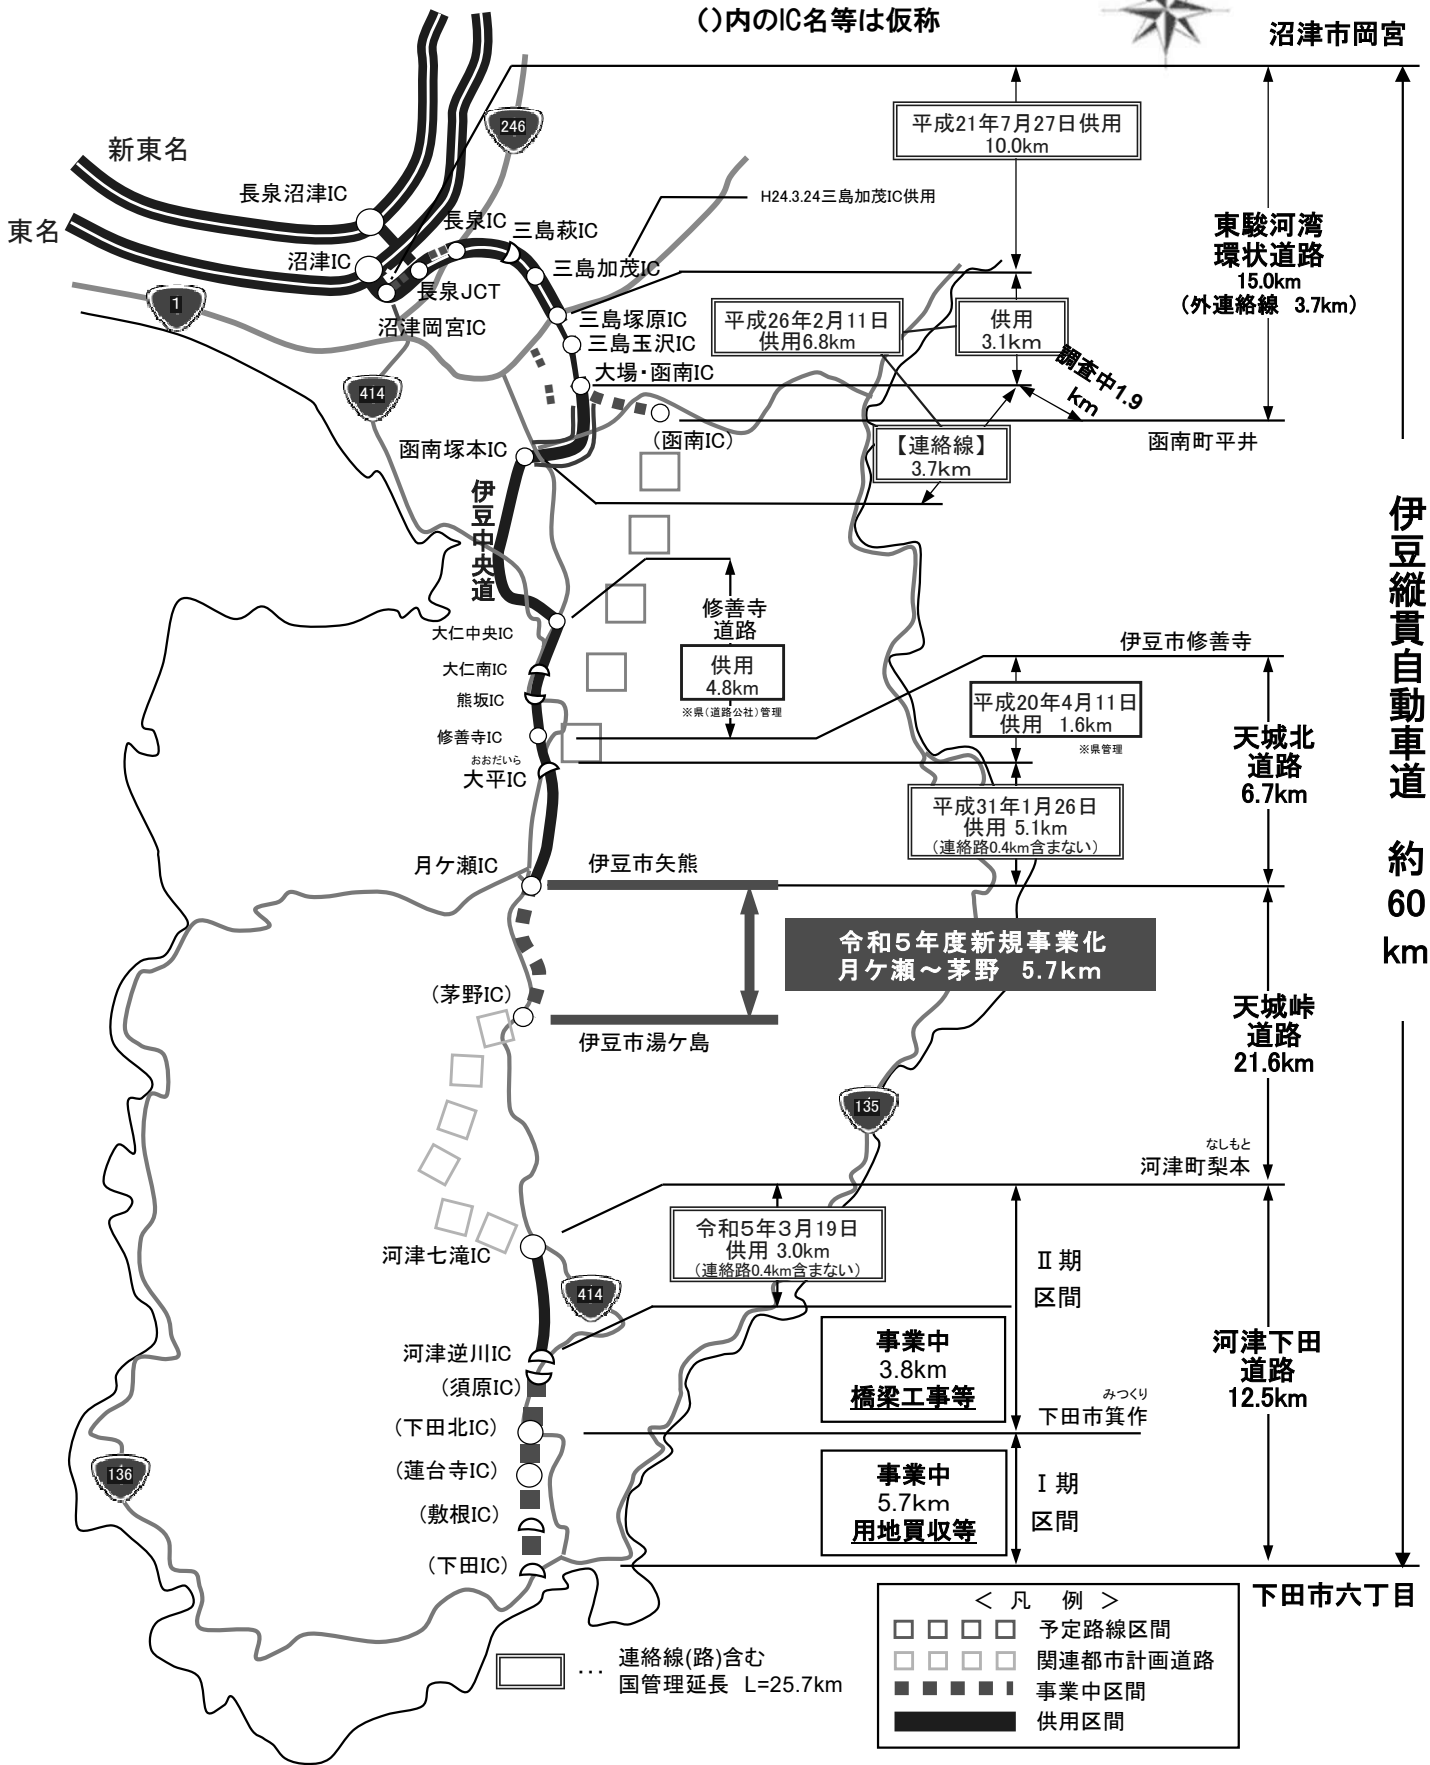 ()内のIC名等は仮称
沼津市岡宮
246
平成21年7月27日供用
10.0km
新東名
長泉沼津IC
H24.3.24三島加茂IC供用
東名
長泉IC
三島萩IC
沼津IC
三島加茂IC
長泉JCT
1
沼津岡宮IC
三島塚原IC
三島玉沢IC
大場・函南IC
東駿河湾
環状道路
15.0km
(外連絡線 3.7km)
平成26年2月11日
供用6.8km
供用
3.1km
調査中1.9
km
414
(函南IC)
函南町平井
【連絡線】
3.7km
函南塚本IC
伊豆中央道
伊豆縦貫自動車道 約
60
km
修善寺
道路
供用
4.8km
※県(道路公社)管理
大仁中央IC
大仁南IC
熊坂IC
修善寺IC
おおだいら
大平IC
伊豆市修善寺
平成20年4月11日
供用 1.6km
※県管理
天城北
道路
6.7km
平成31年1月26日
供用 5.1km
(連絡路0.4km含まない)
月ケ瀬IC
伊豆市矢熊
令和5年度新規事業化
月ケ瀬～茅野 5.7km
(茅野IC)
伊豆市湯ケ島
天城峠
道路
21.6km
135
なしもと
河津町梨本
令和5年3月19日
供用 3.0km
(連絡路0.4km含まない)
河津七滝IC
Ⅱ期
区間
414
河津逆川IC
(須原IC)
事業中
3.8km
橋梁工事等
河津下田
道路
12.5km
みつくり
下田市箕作
(下田北IC)
(蓮台寺IC)
136
(敷根IC)
(下田IC)
事業中
5.7km
用地買収等
Ⅰ期
区間
下田市六丁目
＜ 凡 例 ＞
予定路線区間
関連都市計画道路
事業中区間
供用区間
… 連絡線(路)含む
国管理延長 L=25.7km